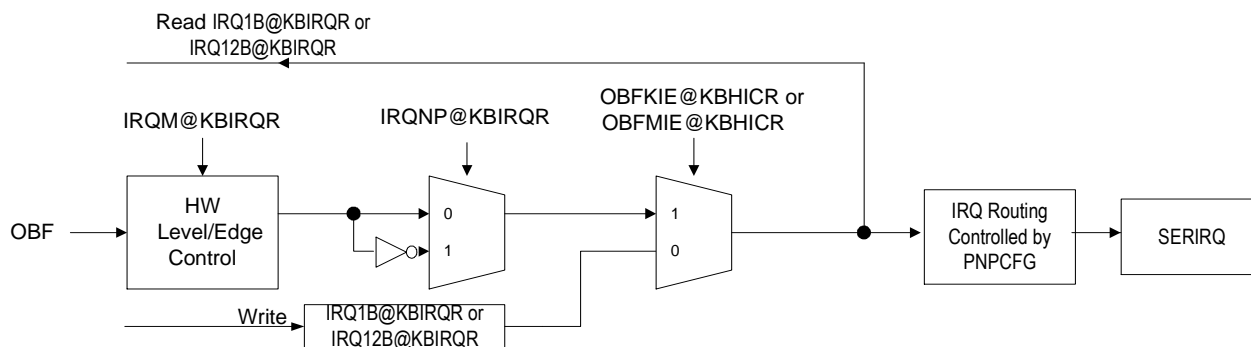 Read IRQ1B@KBIRQR or
IRQ12B@KBIRQR
OBFKIE@KBHICR or
OBFMIE@KBHICR
IRQM@KBIRQR
IRQNP@KBIRQR
HW
Level/Edge
Control
OBF
0
1
1
0
IRQ Routing
Controlled by
PNPCFG
SERIRQ
Write
IRQ1B@KBIRQR or
IRQ12B@KBIRQR